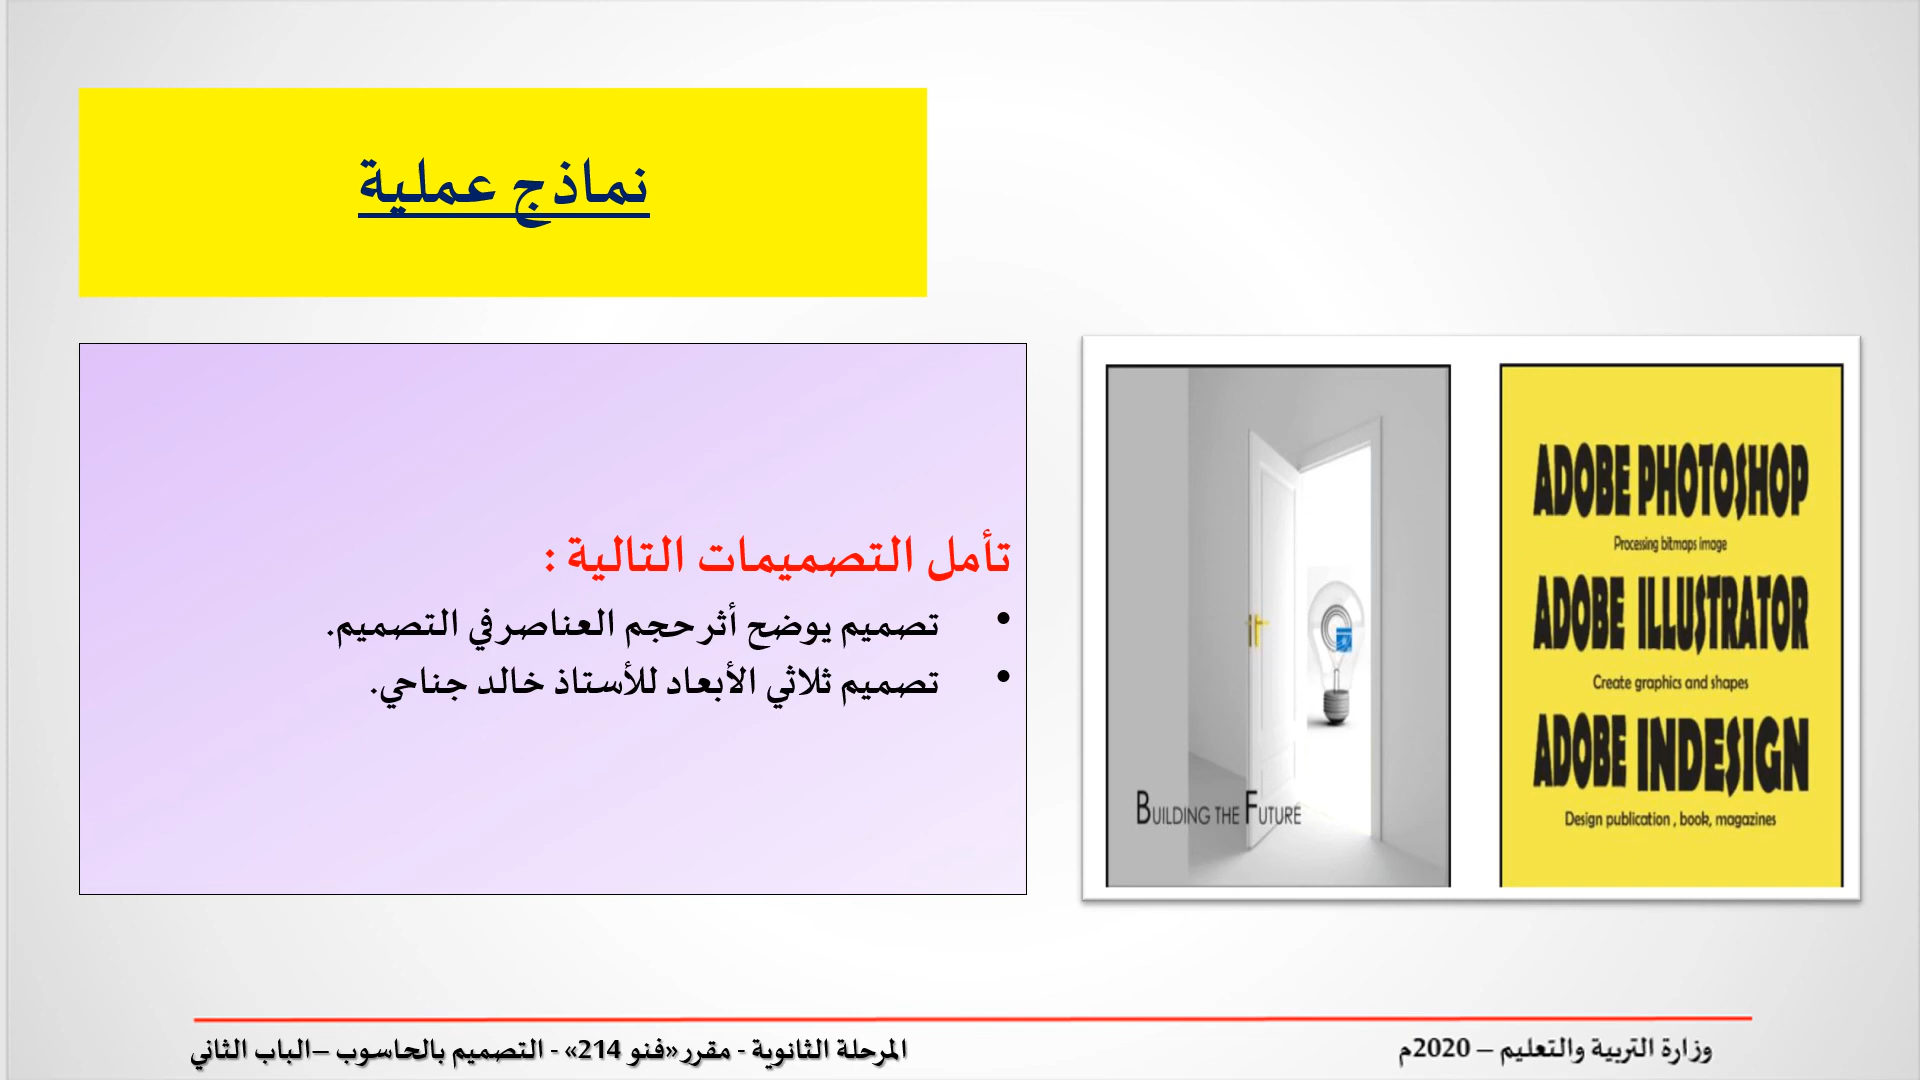 نماذج عملية
تأمل التصميمات التالية :
• تصميم يوضح أثر حجم العناصر في التصميم.
• تصميم ثلاثي الأبعاد للأستاذ خالد جناحي.
BUILDING THE FUTURE
ADOBE PHOTOSHOP
Processing bitmaps image
ADOBE ILLUSTRATOR
Create graphics and shapes
ADOBE INDESIGN
Design publication , book, magazines
وزارة التربية والتعليم – 2020م
المرحلة الثانوية - مقرر «فنو 214» - التصميم بالحاسوب – الباب الثاني